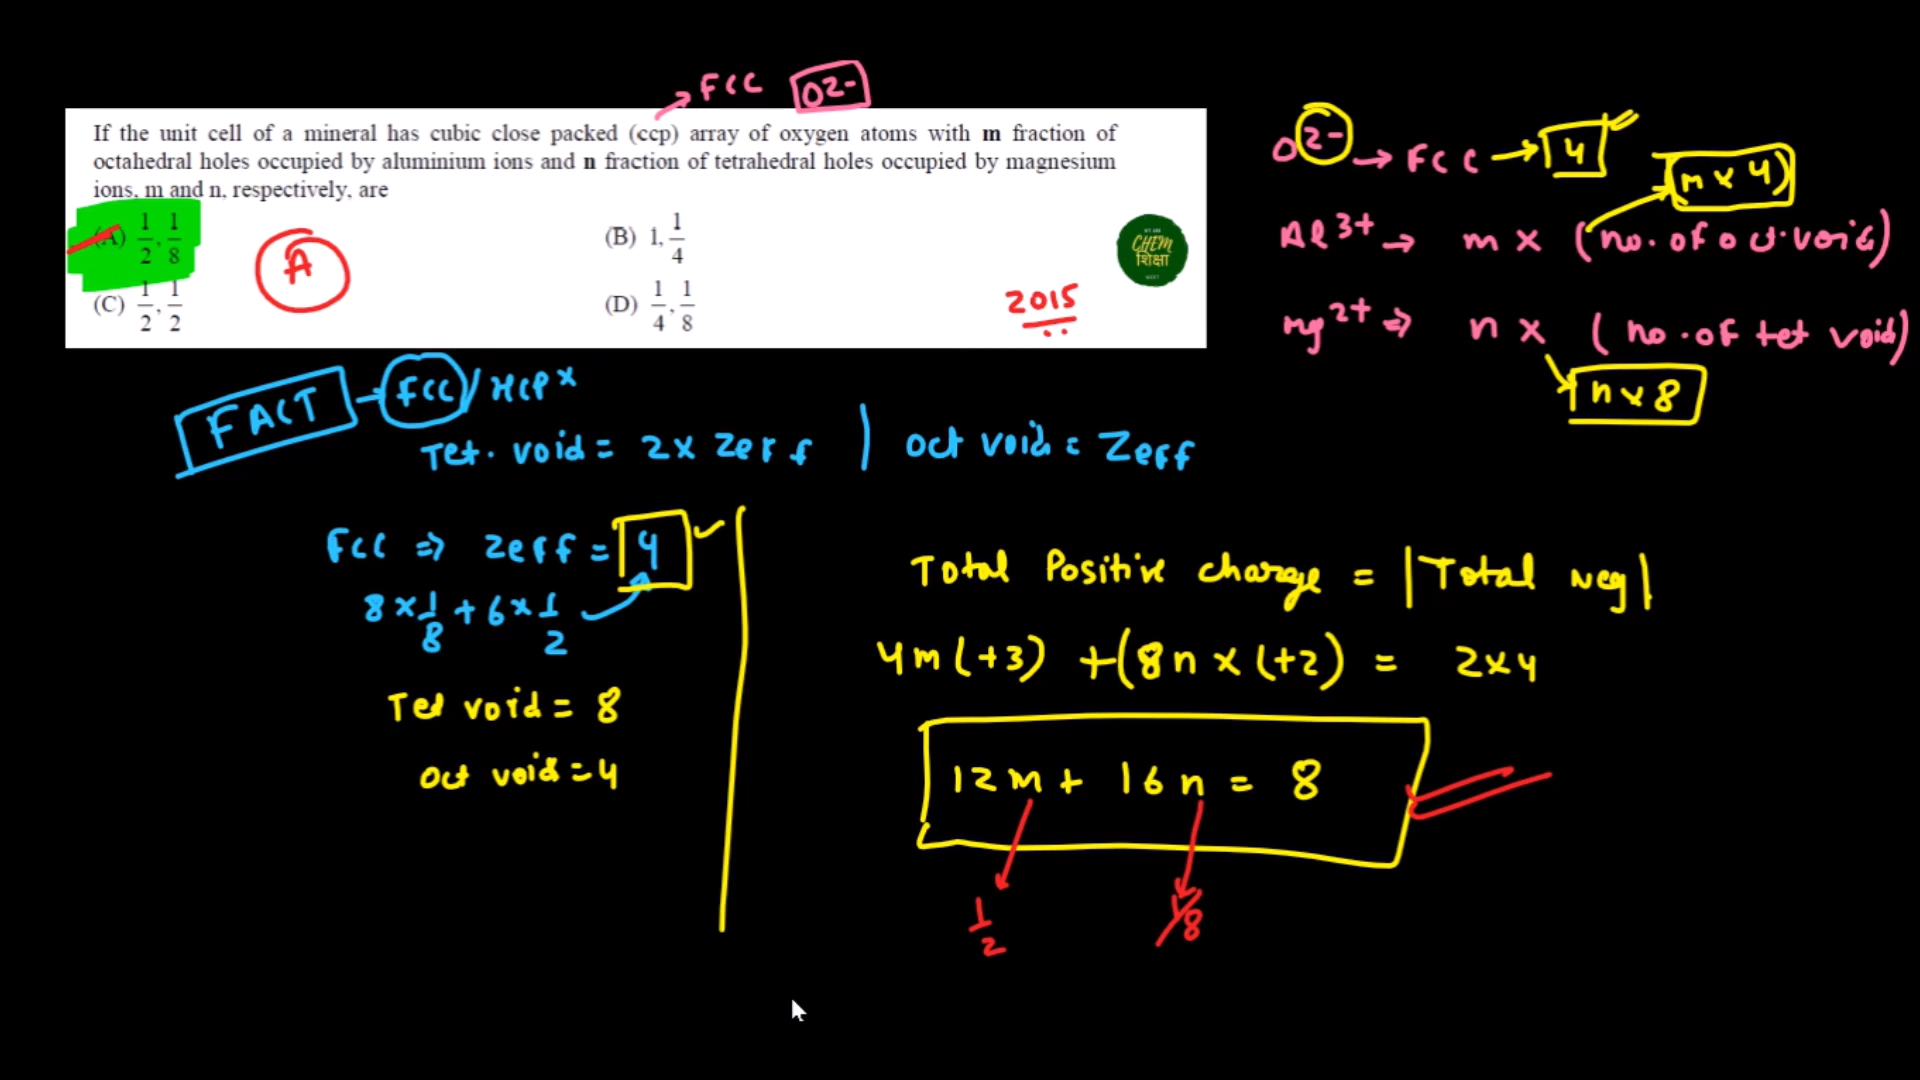 FCC O2-
If the unit cell of a mineral has cubic close packed (ccp) array of oxygen atoms with m fraction of
octahedral holes occupied by aluminium ions and n fraction of tetrahedral holes occupied by magnesium
ions, m and n, respectively, are
(A) 1/2, 1/8
(B) 1, 1/4
(C) 1/2, 1/2
(D) 1/4, 1/8
A
2015
CHEM
शिक्षा
O2- → FCC → 4
(m x 4)
Al 3+ → m x (no. of oct. void)
mg 2+ ⇒ n x (no. of tet void)
n x 8
FACT → FCC / HCP x
Tet. void = 2 x Zeff | Oct void = Zeff
FCC ⇒ Zeff = 4
8 x 1/8 + 6 x 1/2
Tet void = 8
Oct void = 4
Total Positive charge = |Total neg|
4m (+3) + (8n x (+2) = 2 x 4
12m + 16n = 8
1/2
1/8